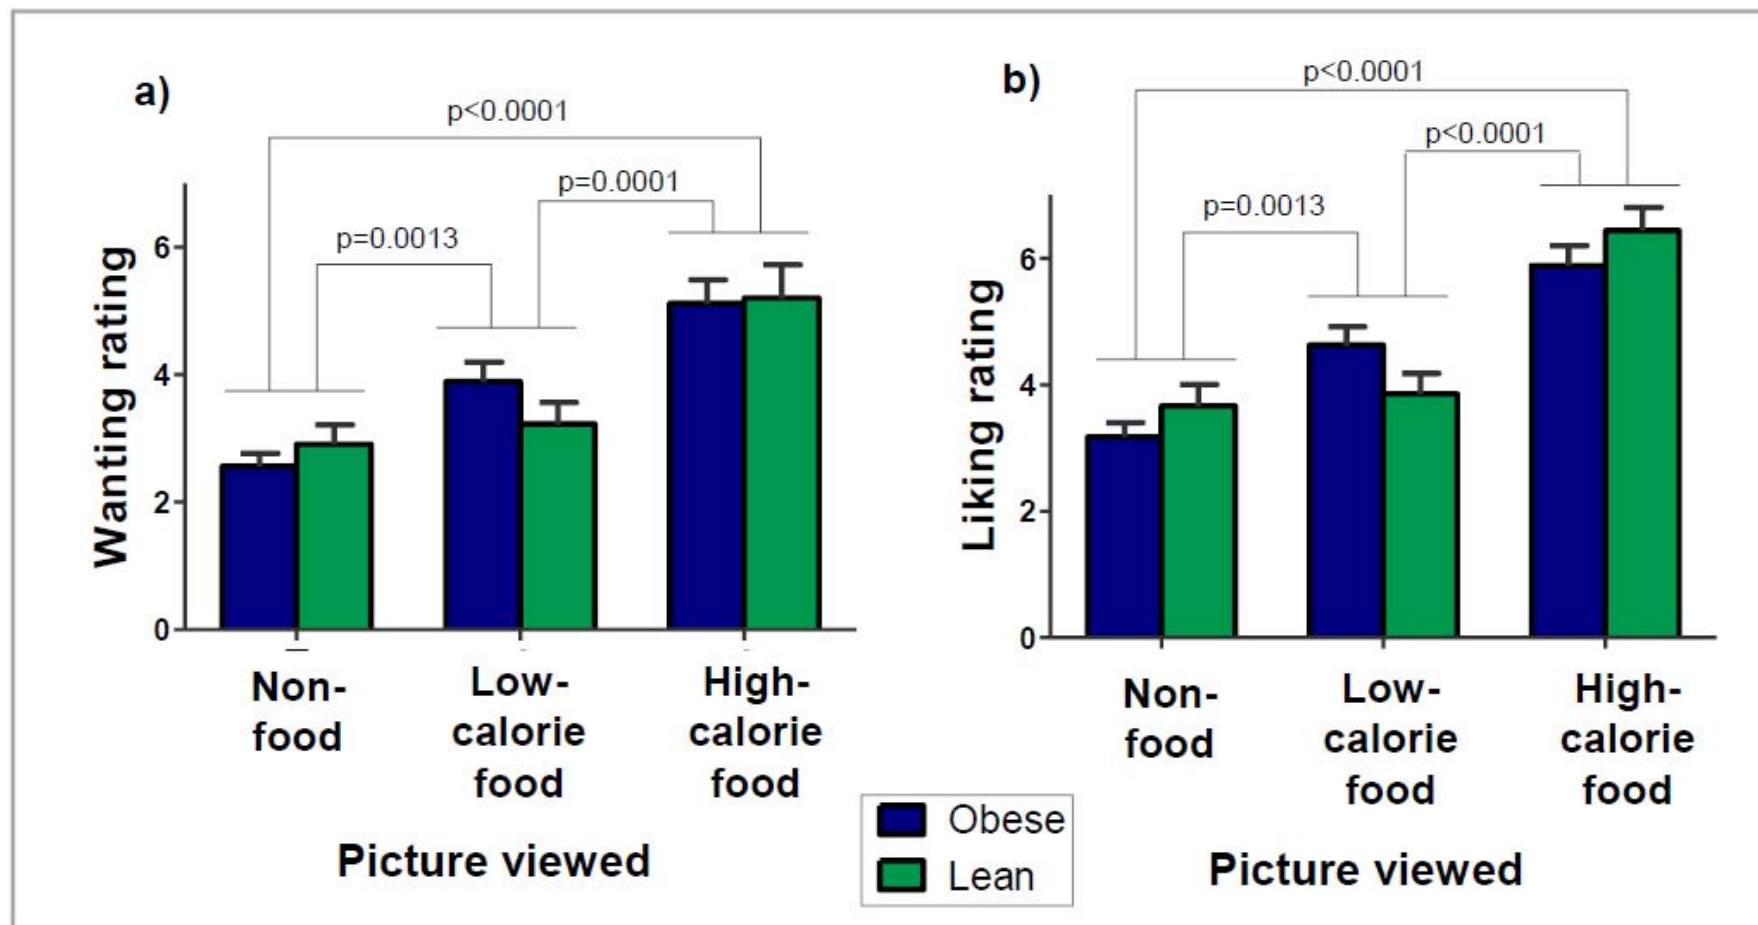 a)
p<0.0001
p=0.0001
p=0.0013
Wanting rating
6
4
2
0
Non-
food
Low-
calorie
food
High-
calorie
food
Picture viewed
b)
p<0.0001
p<0.0001
p=0.0013
Liking rating
6
4
2
0
Non-
food
Low-
calorie
food
High-
calorie
food
Picture viewed
Obese
Lean